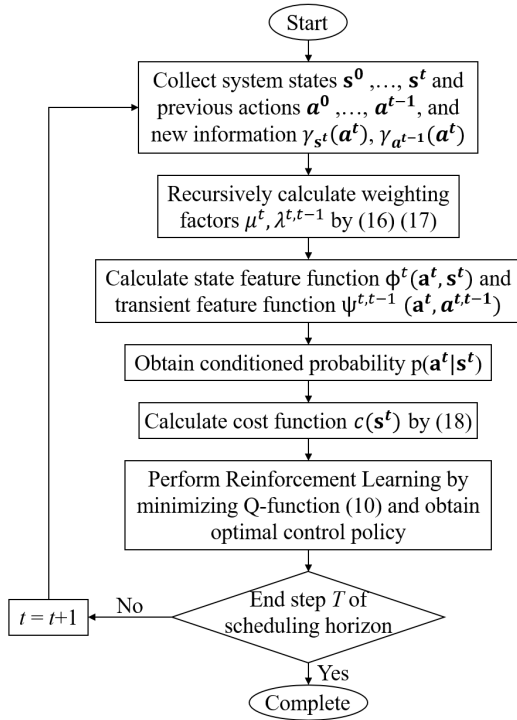 Start
Collect system states s⁰ ,…, sᵗ and
previous actions a⁰ ,…, aᵗ⁻¹, and
new information γ_{sᵗ}(aᵗ), γ_{aᵗ⁻¹}(aᵗ)
Recursively calculate weighting
factors μᵗ, λᵗ,ᵗ⁻¹ by (16) (17)
Calculate state feature function ϕᵗ(aᵗ, sᵗ) and
transient feature function ψᵗ,ᵗ⁻¹ (aᵗ, aᵗ,ᵗ⁻¹)
Obtain conditioned probability p(aᵗ|sᵗ)
Calculate cost function c(sᵗ) by (18)
Perform Reinforcement Learning by
minimizing Q-function (10) and obtain
optimal control policy
End step T of
scheduling horizon
No
t = t+1
Yes
Complete